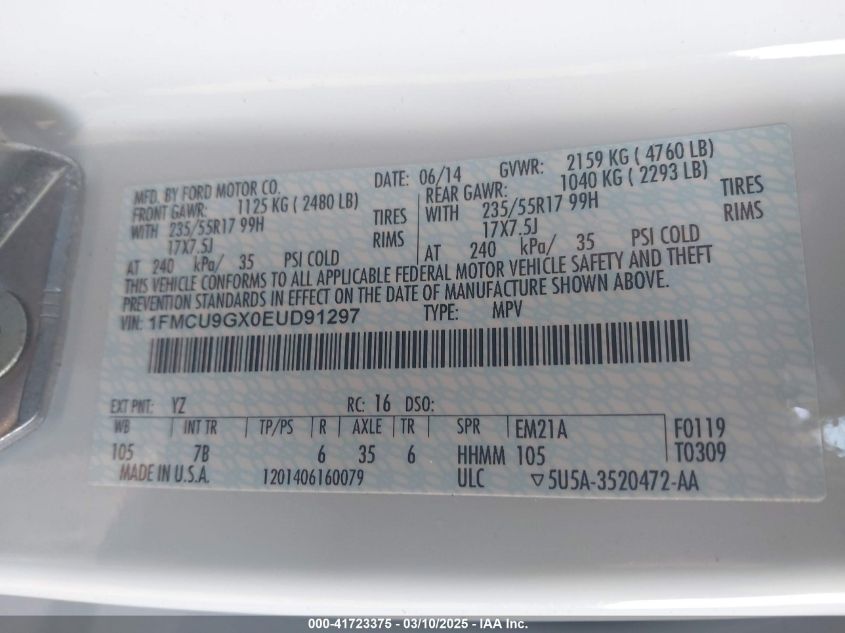 MFD. BY FORD MOTOR CO. DATE: 06/14 GVWR: 2159 KG ( 4760 LB)
FRONT GAWR: 1125 KG ( 2480 LB) REAR GAWR: 1040 KG ( 2293 LB)
WITH 235/55R17 99H TIRES WITH 235/55R17 99H TIRES
17X7.5J RIMS 17X7.5J RIMS
AT 240 kPa/ 35 PSI COLD AT 240 kPa/ 35 PSI COLD
THIS VEHICLE CONFORMS TO ALL APPLICABLE FEDERAL MOTOR VEHICLE SAFETY AND THEFT
PREVENTION STANDARDS IN EFFECT ON THE DATE OF MANUFACTURE SHOWN ABOVE.
VIN: 1FMCU9GX0EUD91297 TYPE: MPV
EXT PNT: YZ RC: 16 DSO:
WB INT TR TP/PS R AXLE TR SPR EM21A F0119
105 7B 6 35 6 HHMM 105 T0309
MADE IN U.S.A. 1201406160079 ULC ▽5U5A-3520472-AA
000-41723375 - 03/10/2025 - IAA Inc.